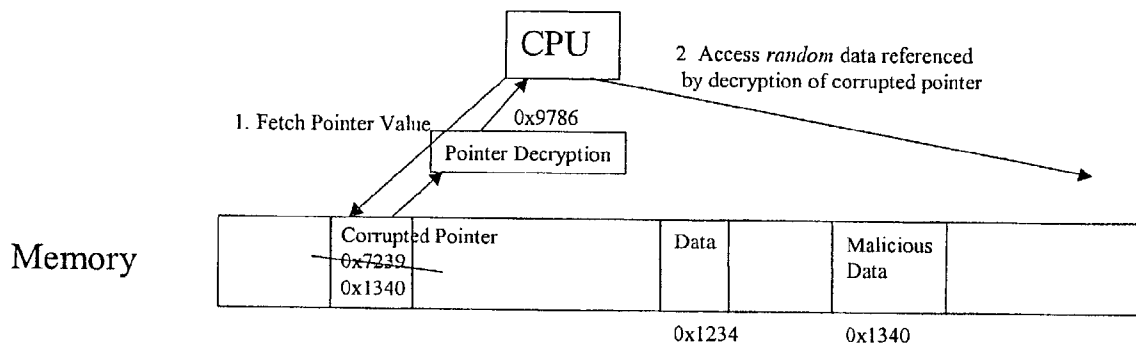 CPU
2 Access random data referenced
by decryption of corrupted pointer
1. Fetch Pointer Value
0x9786
Pointer Decryption
Memory
Corrupted Pointer
0x7239
0x1340
Data
Malicious
Data
0x1234
0x1340